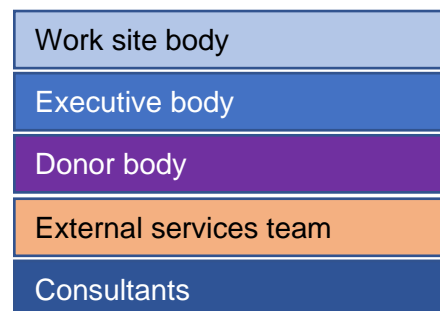 Work site body
Executive body
Donor body
External services team
Consultants